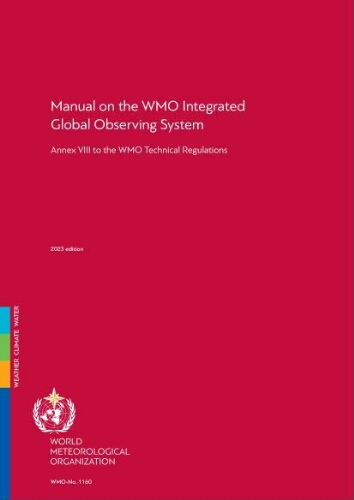 Manual on the WMO Integrated
Global Observing System
Annex VIII to the WMO Technical Regulations
2023 edition
WEATHER CLIMATE WATER
WORLD
METEOROLOGICAL
ORGANIZATION
WMO-No. 1160